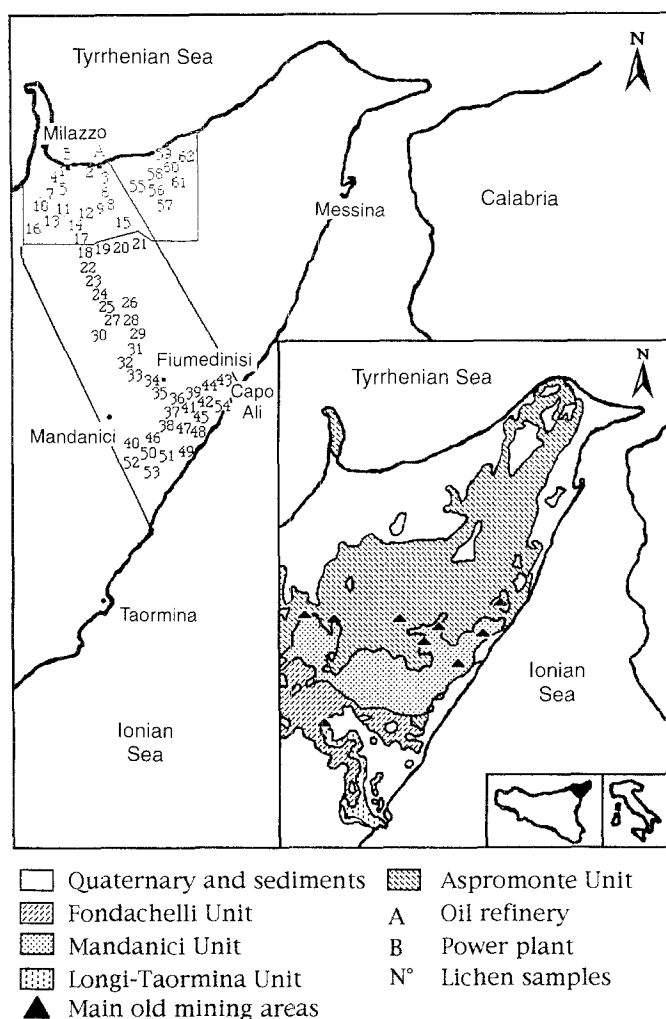 Tyrrhenian Sea
N
Milazzo
B A
59 62
4 1 2 3 58 60
7 5 6 55 56 61
10 11 12 9 8 57
16 13 14 15
17
18 19 20 21
22
23
24
25 26
27 28
30 29
31
32
33 34
35 36 39 44 43
37 41 42 54
38 47 45
48
40 46
50 49
52 51
53
Messina
Calabria
Fiumedinisi
Capo
Ali
Mandanici
Taormina
Ionian
Sea
Tyrrhenian Sea
N
Ionian
Sea
Quaternary and sediments
Fondachelli Unit
Mandanici Unit
Longi-Taormina Unit
Main old mining areas
Aspromonte Unit
A Oil refinery
B Power plant
N° Lichen samples